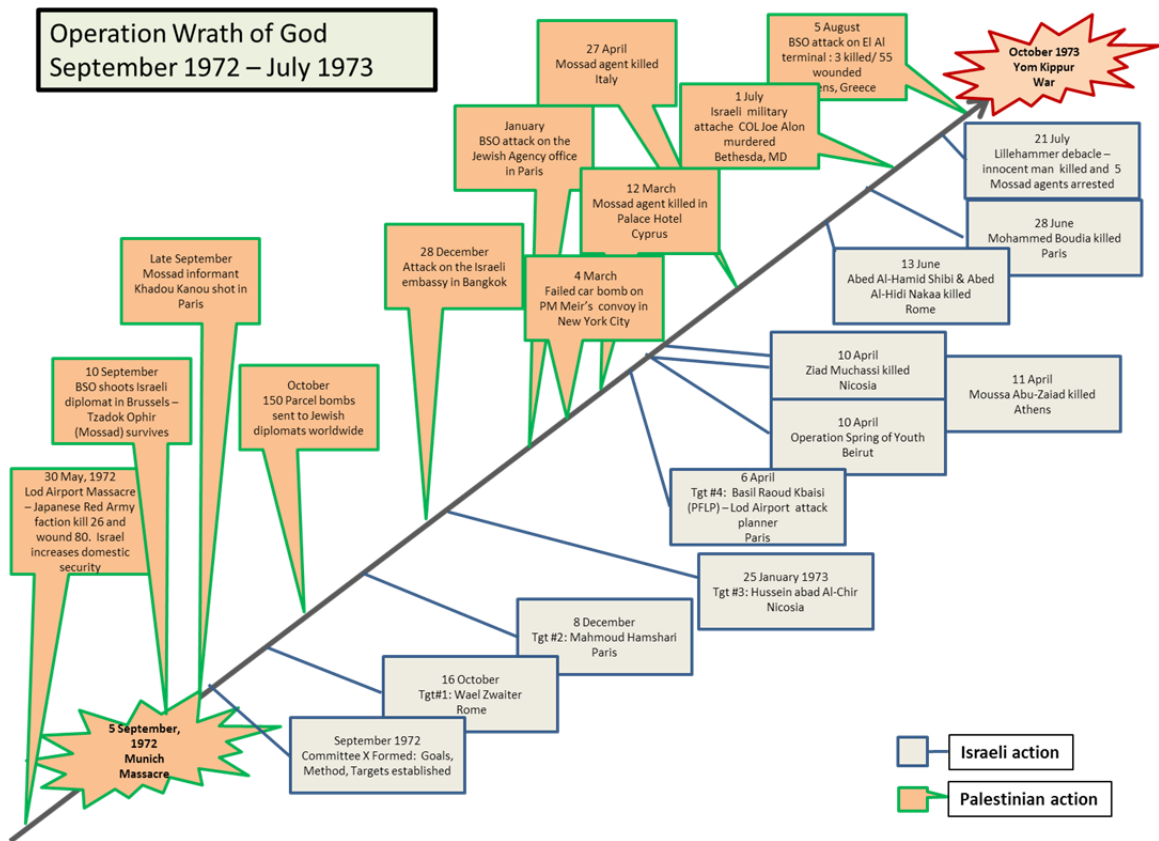 Operation Wrath of God
September 1972 – July 1973
5 August
BSO attack on El Al
terminal : 3 killed/ 55
wounded
ens, Greece
October 1973
Yom Kippur
War
27 April
Mossad agent killed
Italy
1 July
Israeli military
attache COL Joe Alon
murdered
Bethesda, MD
January
BSO attack on the
Jewish Agency office
in Paris
12 March
Mossad agent killed in
Palace Hotel
Cyprus
28 December
Attack on the Israeli
embassy in Bangkok
4 March
Failed car bomb on
PM Meir's convoy in
New York City
Late September
Mossad informant
Khadou Kanou shot in
Paris
10 September
BSO shoots Israeli
diplomat in Brussels –
Tzadok Ophir
(Mossad) survives
October
150 Parcel bombs
sent to Jewish
diplomats worldwide
30 May, 1972
Lod Airport Massacre
– Japanese Red Army
faction kill 26 and
wound 80. Israel
increases domestic
security
5 September,
1972
Munich
Massacre
21 July
Lillehammer debacle –
innocent man killed and 5
Mossad agents arrested
28 June
Mohammed Boudia killed
Paris
13 June
Abed Al-Hamid Shibi & Abed
Al-Hidi Nakaa killed
Rome
10 April
Ziad Muchassi killed
Nicosia
11 April
Moussa Abu-Zaiad killed
Athens
10 April
Operation Spring of Youth
Beirut
6 April
Tgt #4: Basil Raoud Kbaisi
(PFLP) – Lod Airport attack
planner
Paris
25 January 1973
Tgt #3: Hussein abad Al-Chir
Nicosia
8 December
Tgt #2: Mahmoud Hamshari
Paris
16 October
Tgt#1: Wael Zwaiter
Rome
September 1972
Committee X Formed: Goals,
Method, Targets established
Israeli action
Palestinian action